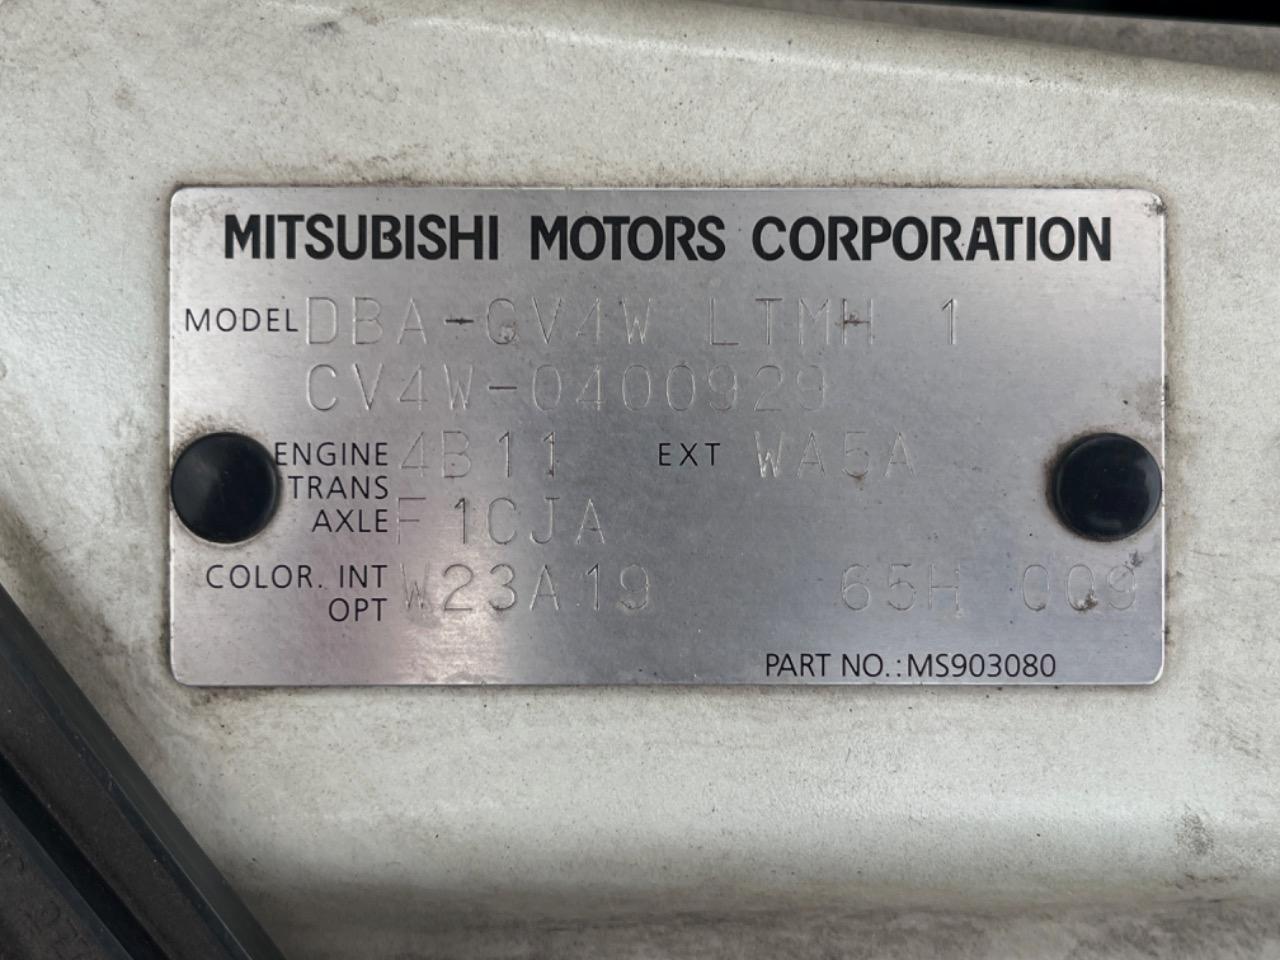 MITSUBISHI MOTORS CORPORATION
MODEL DBA-CV4W LTMH 1
CV4W-0400929
ENGINE 4B11 EXT WA5A
TRANS AXLE F1CJA
COLOR. INT OPT W23A19 65H 009
PART NO.:MS903080